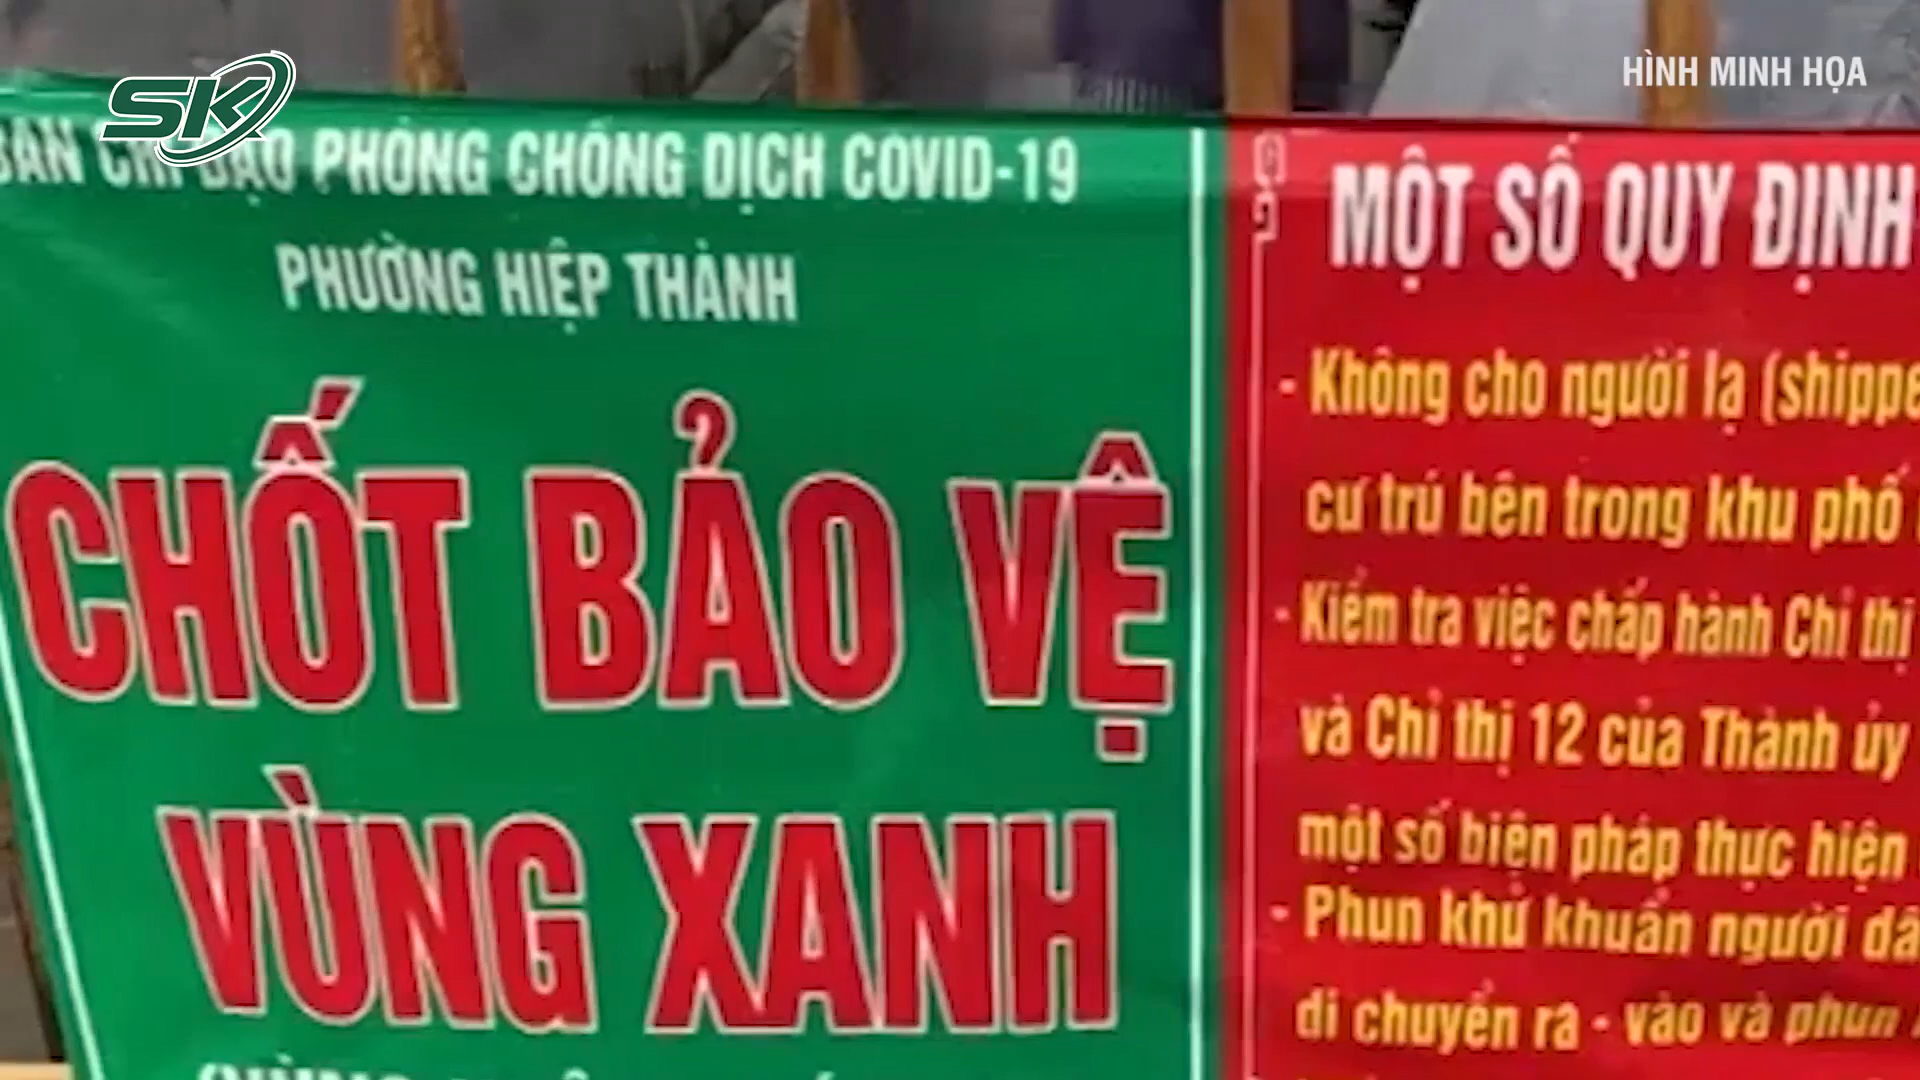 SK
HÌNH MINH HỌA
BAN CHỈ ĐẠO PHÒNG CHỐNG DỊCH COVID-19
PHƯỜNG HIỆP THÀNH
CHỐT BẢO VỆ
VÙNG XANH
MỘT SỐ QUY ĐỊNH
- Không cho người lạ (shippe
cư trú bên trong khu phố
- Kiểm tra việc chấp hành Chỉ thị
và Chỉ thị 12 của Thành ủy
một số biện pháp thực hiện
- Phun khử khuẩn người dâ
di chuyển ra - vào và phun